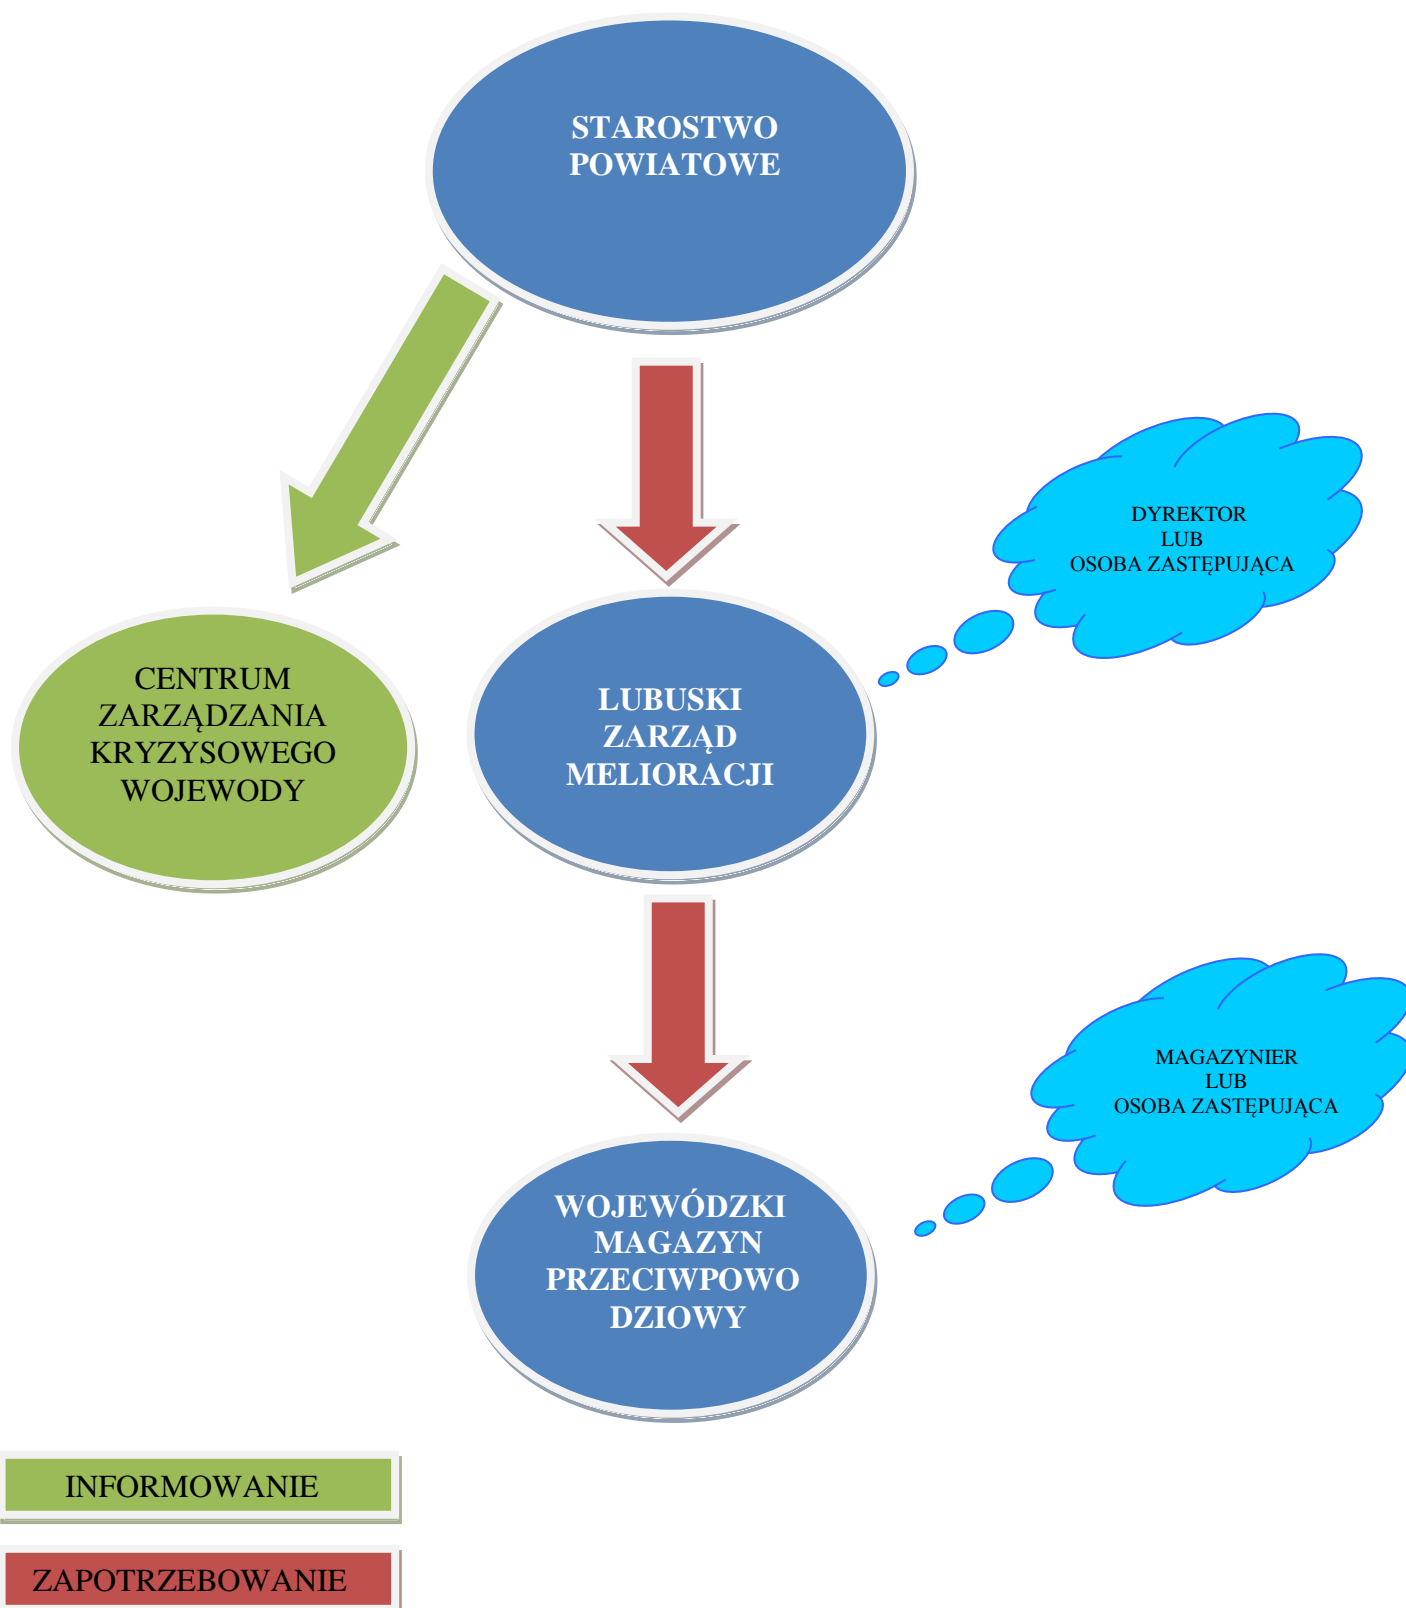 STAROSTWO
POWIATOWE
DYREKTOR
LUB
OSOBA ZASTĘPUJĄCA
CENTRUM
ZARZĄDZANIA
KRYZYSOWEGO
WOJEWODY
LUBUSKI
ZARZĄD
MELIORACJI
MAGAZYNIER
LUB
OSOBA ZASTĘPUJĄCA
WOJEWÓDZKI
MAGAZYN
PRZECIWPOWO
DZIOWY
INFORMOWANIE
ZAPOTRZEBOWANIE